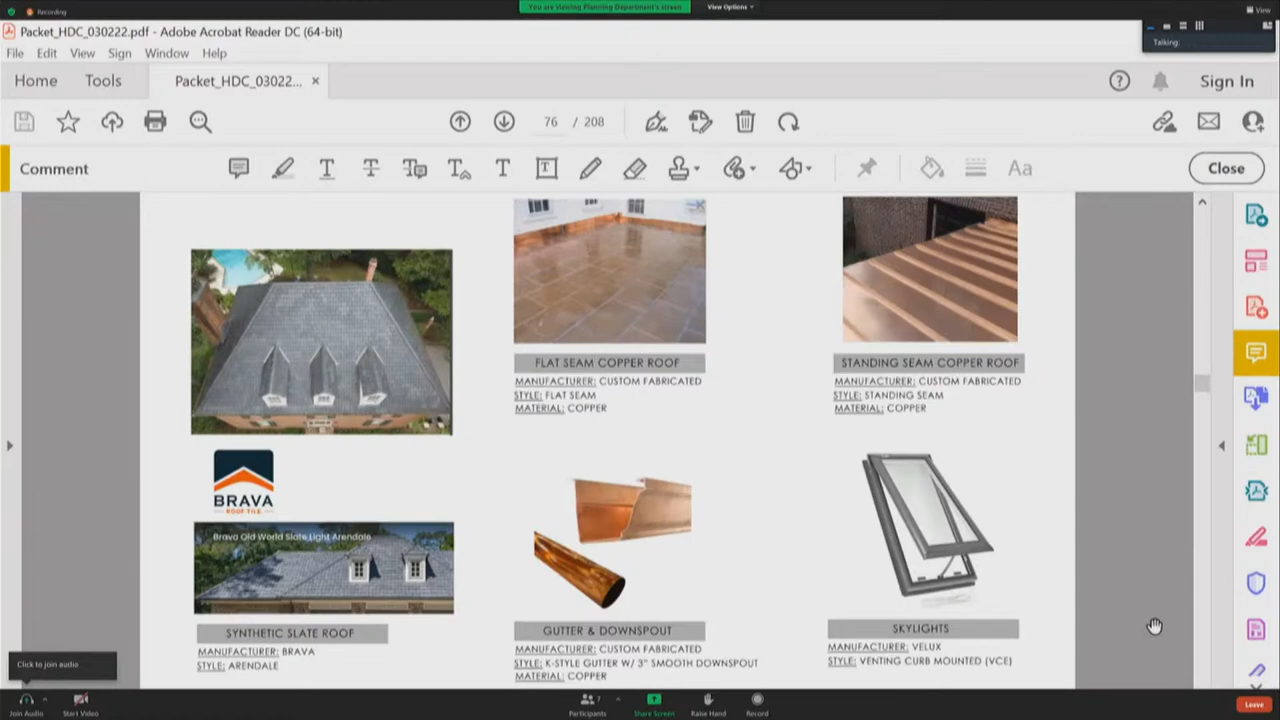 Recording
You are viewing Planning Department's screen
View Options
View
Packet_HDC_030222.pdf - Adobe Acrobat Reader DC (64-bit)
Talking:
File Edit View Sign Window Help
Home Tools Packet_HDC_03022... × Sign In
76 / 208
Comment Close
FLAT SEAM COPPER ROOF
MANUFACTURER: CUSTOM FABRICATED
STYLE: FLAT SEAM
MATERIAL: COPPER
STANDING SEAM COPPER ROOF
MANUFACTURER: CUSTOM FABRICATED
STYLE: STANDING SEAM
MATERIAL: COPPER
BRAVA
ROOF TILE
Brava Old World Slate Light Arendale
SYNTHETIC SLATE ROOF
MANUFACTURER: BRAVA
STYLE: ARENDALE
GUTTER & DOWNSPOUT
MANUFACTURER: CUSTOM FABRICATED
STYLE: K-STYLE GUTTER W/ 3" SMOOTH DOWNSPOUT
MATERIAL: COPPER
SKYLIGHTS
MANUFACTURER: VELUX
STYLE: VENTING CURB MOUNTED (VCE)
Click to join audio
Join Audio Start Video Participants 7 Share Screen Raise Hand Record Leave